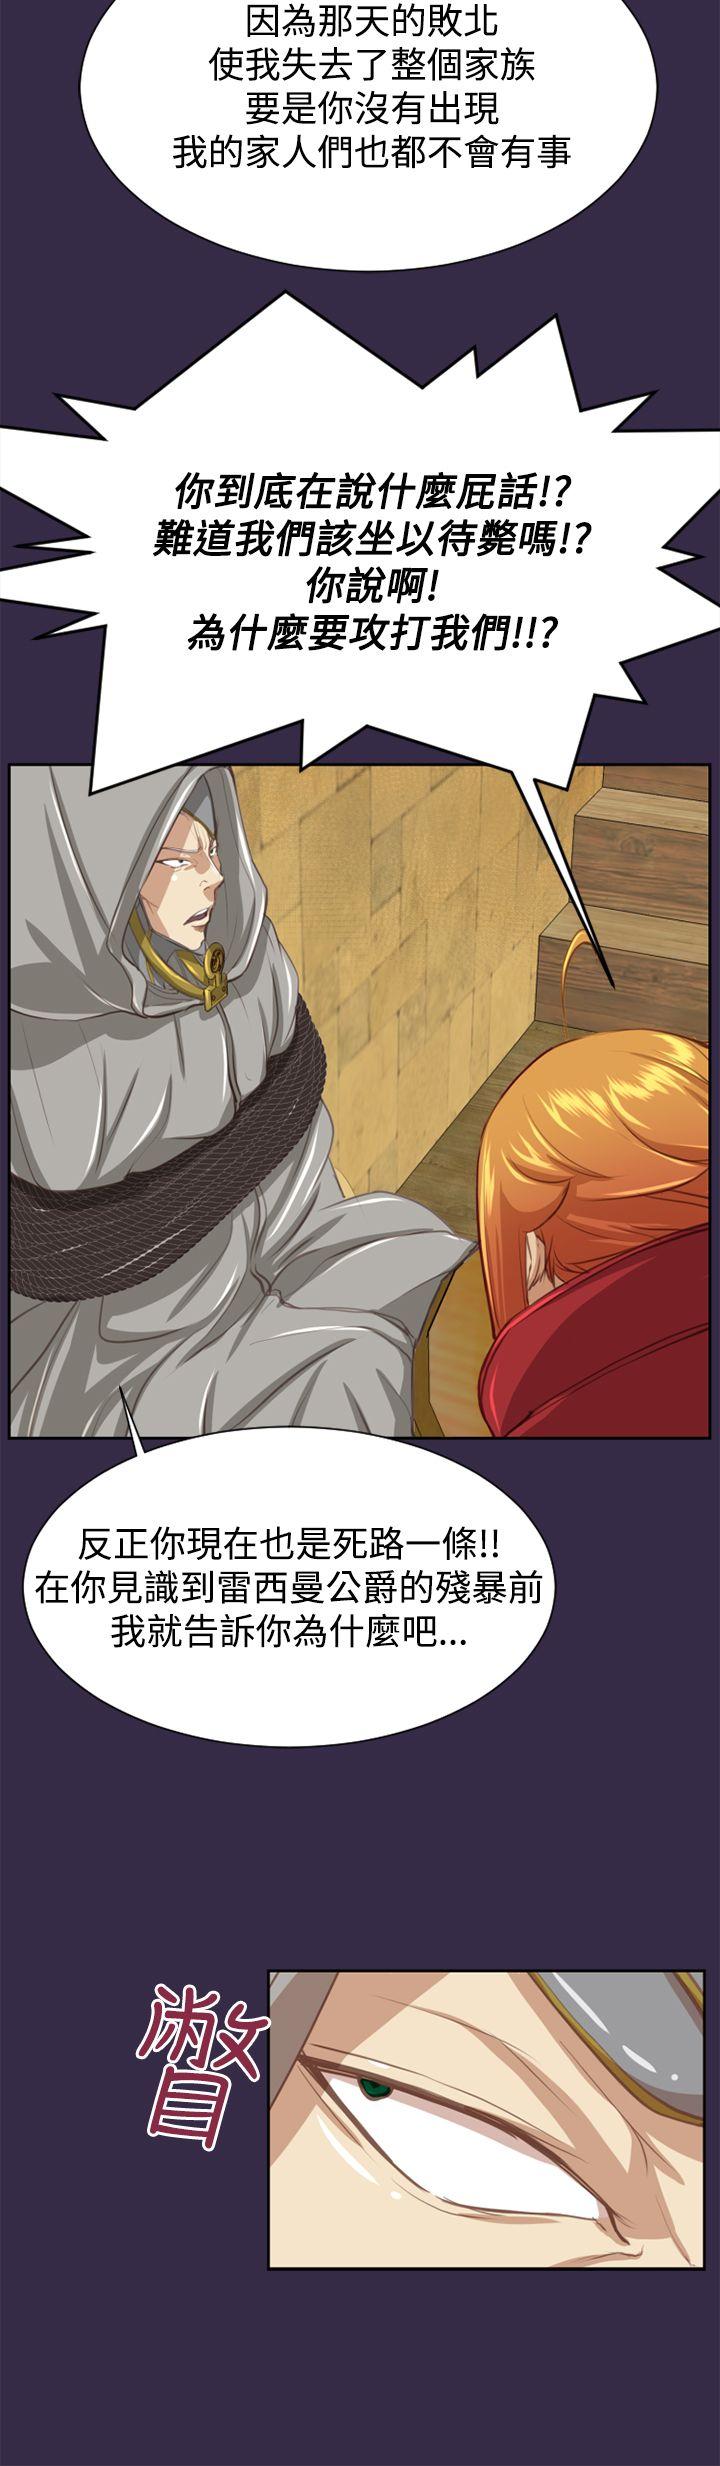 因為那天的敗北
使我失去了整個家族
要是你沒有出現
我的家人們也都不會有事
你到底在說什麼屁話!?
難道我們該坐以待斃嗎!?
你說啊!
為什麼要攻打我們!!?
反正你現在也是死路一條!!
在你見識到雷西曼公爵的殘暴前
我就告訴你為什麼吧...
瞥